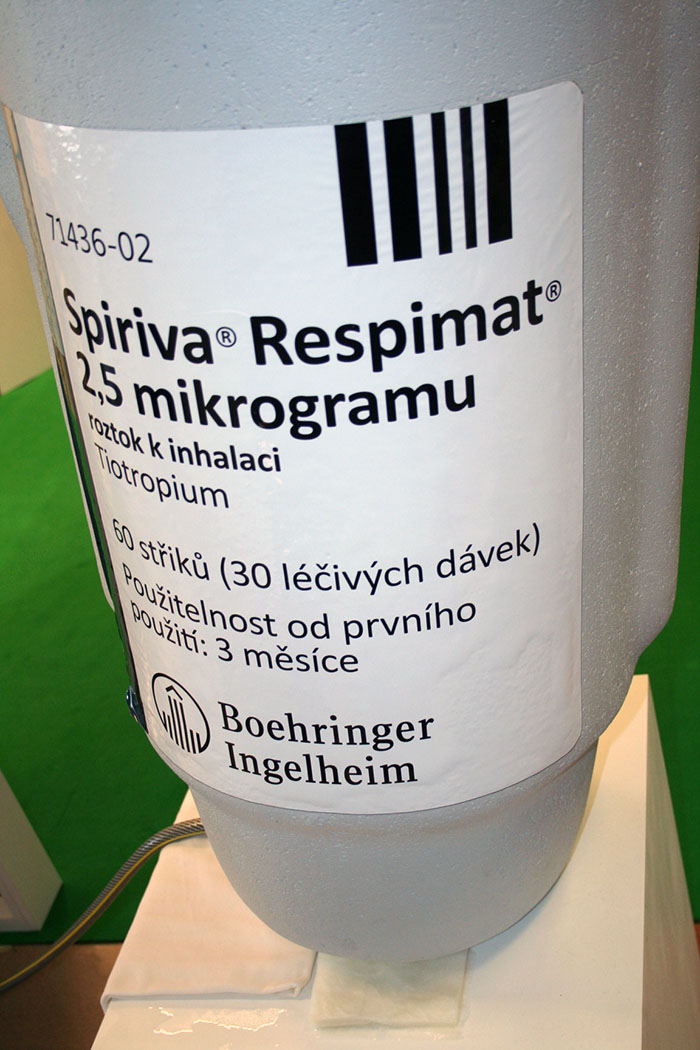 71436-02
Spiriva® Respimat®
2,5 mikrogramu
roztok k inhalaci
Tiotropium
60 střiků (30 léčivých dávek)
Použitelnost od prvního
použití: 3 měsíce
Boehringer
Ingelheim